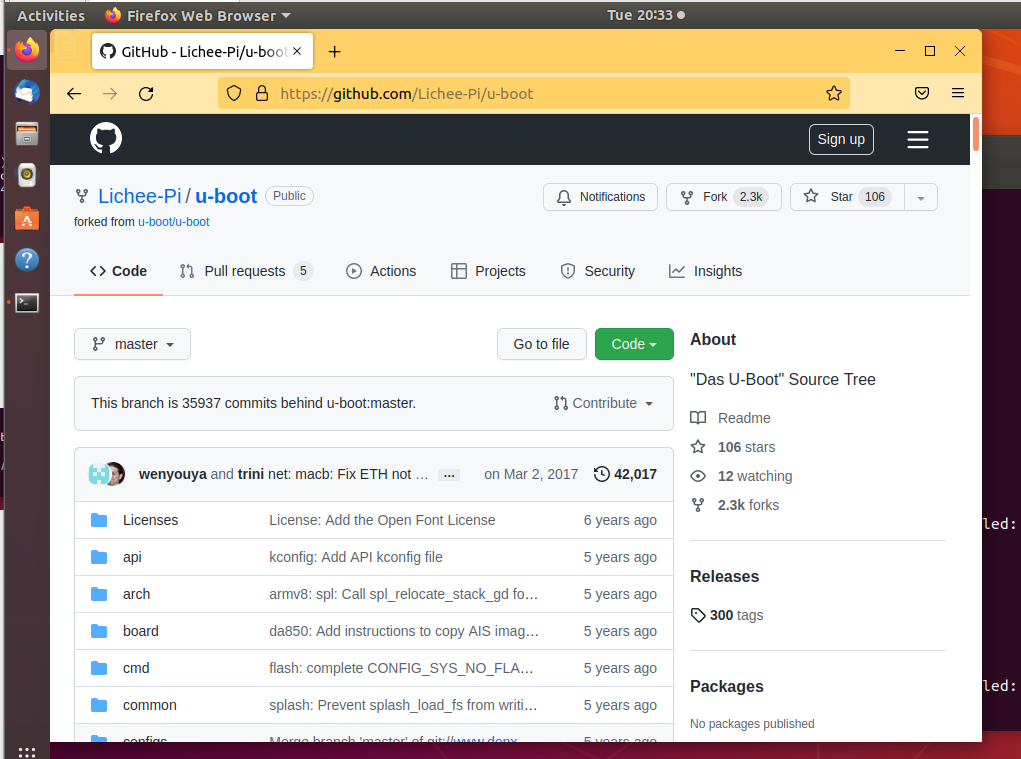 Activities Firefox Web Browser Tue 20:33
GitHub - Lichee-Pi/u-boot
https://github.com/Lichee-Pi/u-boot
Sign up
Lichee-Pi / u-boot Public Notifications Fork 2.3k Star 106
forked from u-boot/u-boot
Code Pull requests 5 Actions Projects Security Insights
master Go to file Code About
"Das U-Boot" Source Tree
This branch is 35937 commits behind u-boot:master. Contribute
Readme
106 stars
12 watching
2.3k forks
wenyouya and trini net: macb: Fix ETH not … ... on Mar 2, 2017 42,017
Licenses License: Add the Open Font License 6 years ago
api kconfig: Add API kconfig file 5 years ago
arch armv8: spl: Call spl_relocate_stack_gd fo… 5 years ago
board da850: Add instructions to copy AIS imag… 5 years ago
cmd flash: complete CONFIG_SYS_NO_FLA… 5 years ago
common splash: Prevent splash_load_fs from writi… 5 years ago
configs Merge branch 'master' of git://www.denx… 5 years ago
Releases
300 tags
Packages
No packages published
led:
led: